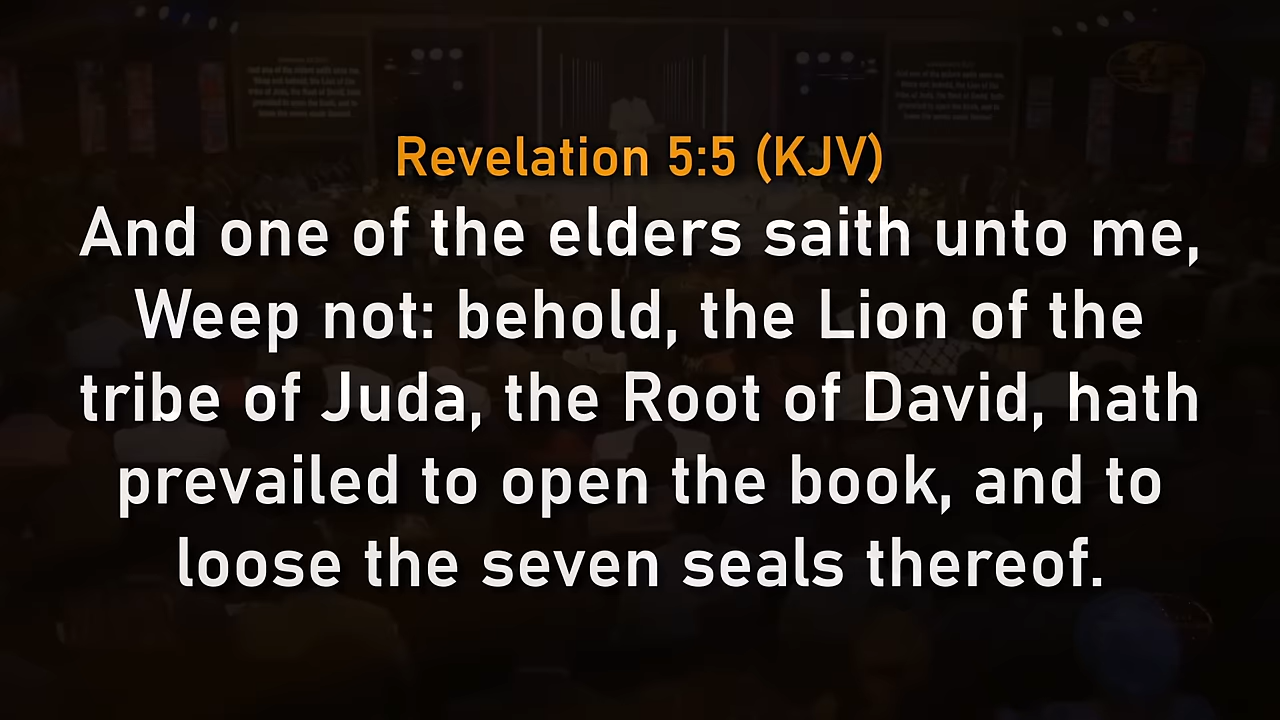 Revelation 5:5 (KJV)
And one of the elders saith unto me,
Weep not: behold, the Lion of the
tribe of Juda, the Root of David, hath
prevailed to open the book, and to
loose the seven seals thereof.